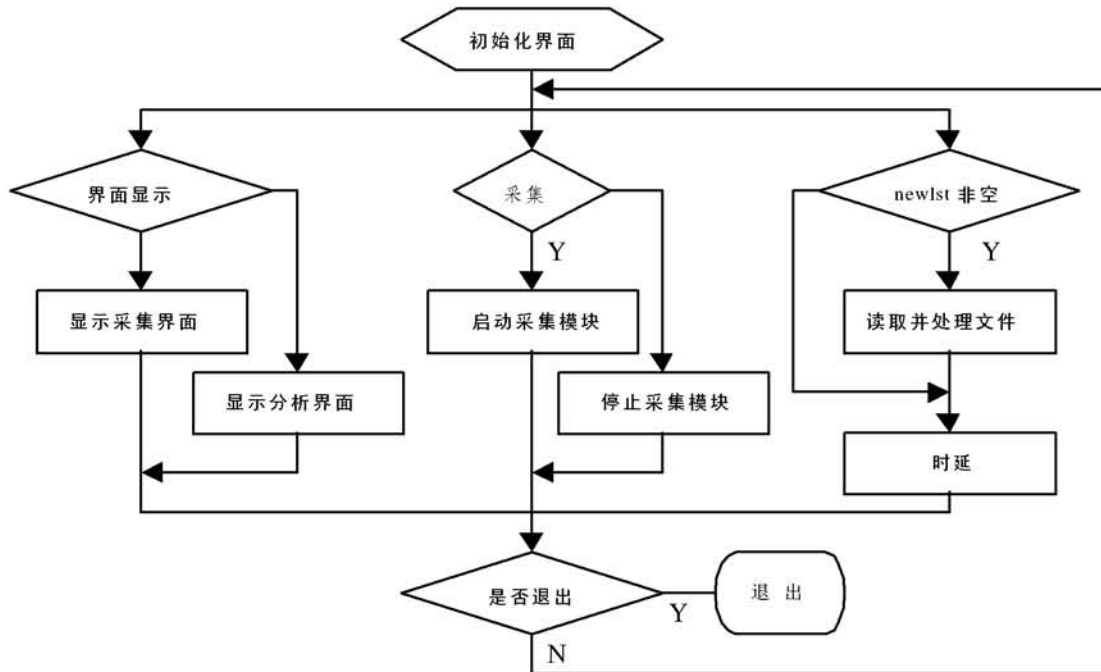 初始化界面
界面显示
采集
newlst 非空
Y
Y
显示采集界面
启动采集模块
读取并处理文件
显示分析界面
停止采集模块
时延
是否退出
退 出
Y
N